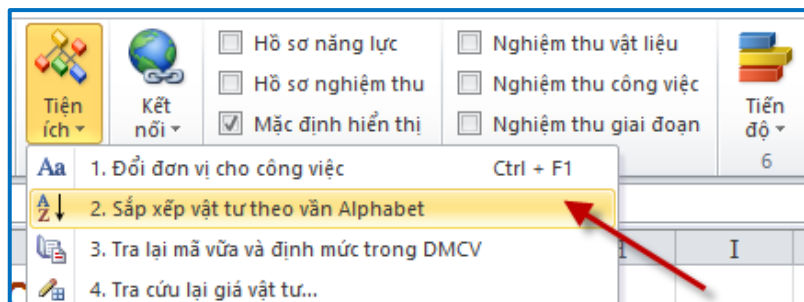 Tiện
ích
Kết
nối
Hồ sơ năng lực
Hồ sơ nghiệm thu
Mặc định hiển thị
Nghiệm thu vật liệu
Nghiệm thu công việc
Nghiệm thu giai đoạn
Tiến
độ
6
Aa 1. Đổi đơn vị cho công việc Ctrl + F1
A Z 2. Sắp xếp vật tư theo vần Alphabet
3. Tra lại mã vữa và định mức trong DMCV
4. Tra cứu lại giá vật tư...
I